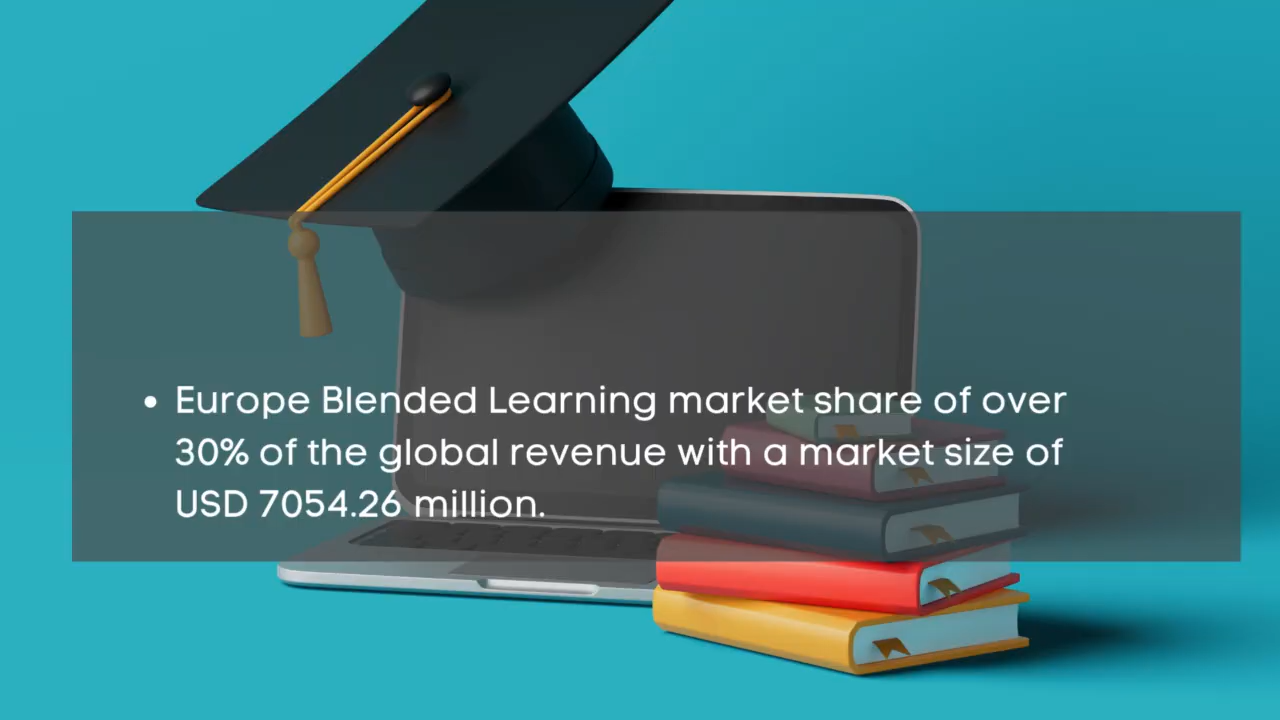 • Europe Blended Learning market share of over
30% of the global revenue with a market size of
USD 7054.26 million.